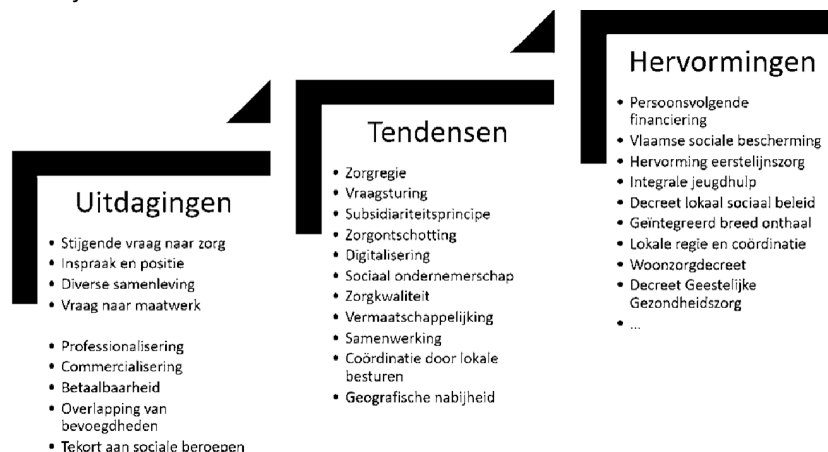 Uitdagingen
• Stijgende vraag naar zorg
• Inspraak en positie
• Diverse samenleving
• Vraag naar maatwerk
• Professionalisering
• Commercialisering
• Betaalbaarheid
• Overlapping van
bevoegdheden
• Tekort aan sociale beroepen
Tendensen
• Zorgregie
• Vraagsturing
• Subsidiariteitsprincipe
• Zorgontschotting
• Digitalisering
• Sociaal ondernemerschap
• Zorgkwaliteit
• Vermaatschappelijking
• Samenwerking
• Coördinatie door lokale
besturen
• Geografische nabijheid
Hervormingen
• Persoonsvolgende
financiering
• Vlaamse sociale bescherming
• Hervorming eerstelijnszorg
• Integrale jeugdhulp
• Decreet lokaal sociaal beleid
• Geïntegreerd breed onthaal
• Lokale regie en coördinatie
• Woonzorgdecreet
• Decreet Geestelijke
Gezondheidszorg
• ...